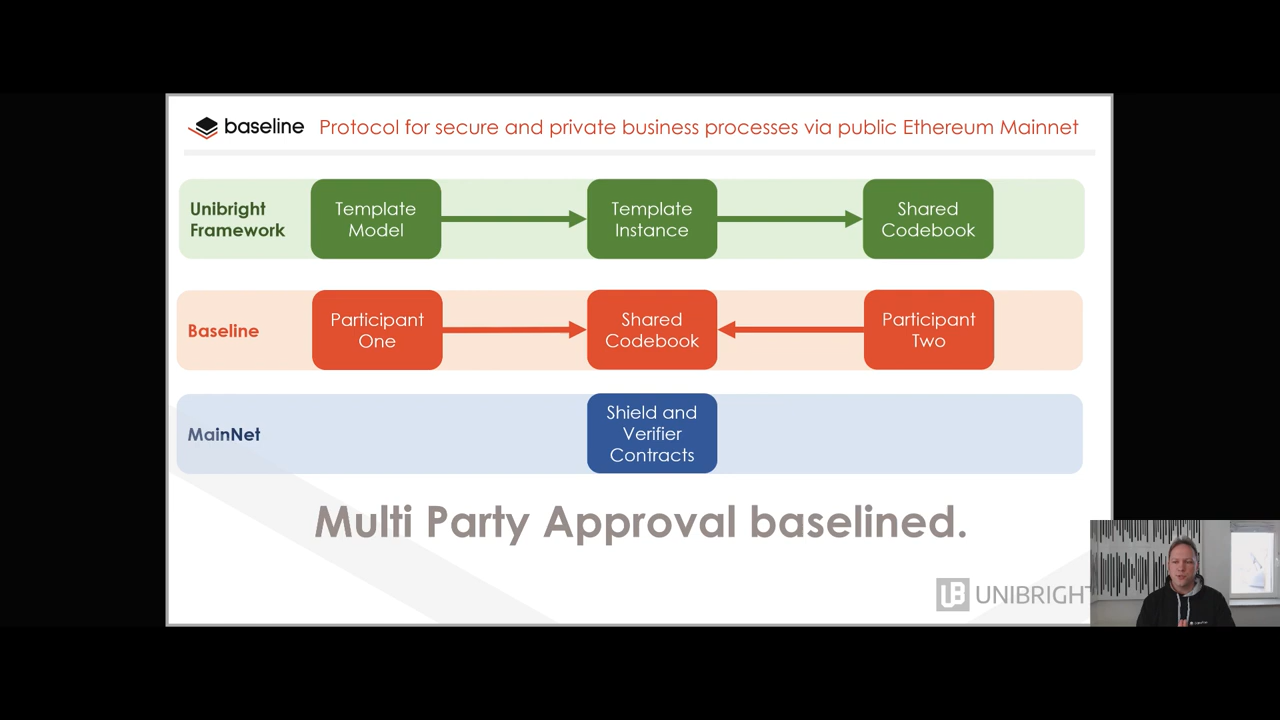 baseline Protocol for secure and private business processes via public Ethereum Mainnet
Unibright
Framework
Template
Model
Template
Instance
Shared
Codebook
Baseline
Participant
One
Shared
Codebook
Participant
Two
MainNet
Shield and
Verifier
Contracts
Multi Party Approval baselined.
UB UNIBRIGHT